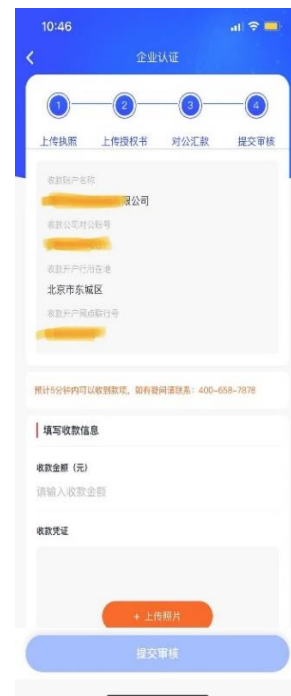 10:46
企业认证
1 2 3 4
上传执照 上传授权书 对公汇款 提交审核
收款账户名称
限公司
收款公司对公账号
收款开户行所在地
北京市东城区
收款开户网点联行号
预计5分钟内可以收到款项，如有疑问请联系：400-658-7878
填写收款信息
收款金额（元）
请输入收款金额
收款凭证
+ 上传照片
提交审核